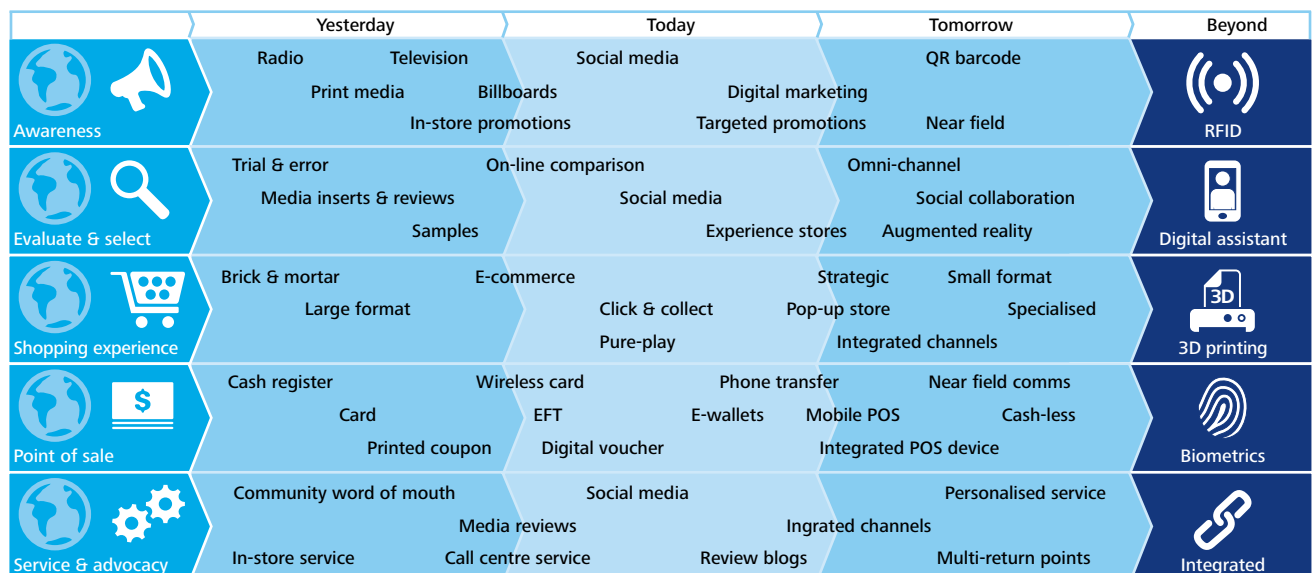 Yesterday Today Tomorrow Beyond
Radio Television Social media QR barcode
Print media Billboards Digital marketing
In-store promotions Targeted promotions Near field
Awareness RFID
Trial & error On-line comparison Omni-channel
Media inserts & reviews Social media Social collaboration
Samples Experience stores Augmented reality
Evaluate & select Digital assistant
Brick & mortar E-commerce Strategic Small format
3D
Large format Click & collect Pop-up store Specialised
Pure-play Integrated channels
Shopping experience 3D printing
Cash register Wireless card Phone transfer Near field comms
$
Card EFT E-wallets Mobile POS Cash-less
Printed coupon Digital voucher Integrated POS device
Point of sale Biometrics
Community word of mouth Social media Personalised service
Media reviews Ingrated channels
In-store service Call centre service Review blogs Multi-return points
Service & advocacy Integrated